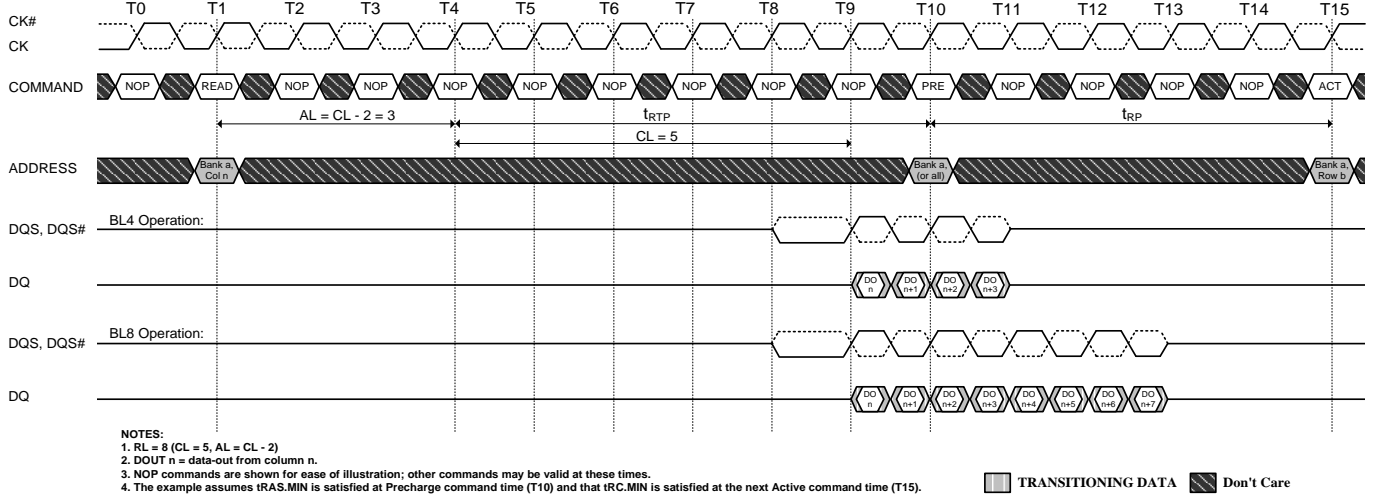 T0 T1 T2 T3 T4 T5 T6 T7 T8 T9 T10 T11 T12 T13 T14 T15
CK#
CK
COMMAND NOP READ NOP NOP NOP NOP NOP NOP NOP NOP PRE NOP NOP NOP NOP ACT
AL = CL - 2 = 3 tRTP tRP
CL = 5
ADDRESS Bank a, Col n Bank a, (or all) Bank a, Row b
BL4 Operation:
DQS, DQS#
DQ DO n DO n+1 DO n+2 DO n+3
BL8 Operation:
DQS, DQS#
DQ DO n DO n+1 DO n+2 DO n+3 DO n+4 DO n+5 DO n+6 DO n+7
NOTES:
1. RL = 8 (CL = 5, AL = CL - 2)
2. DOUT n = data-out from column n.
3. NOP commands are shown for ease of illustration; other commands may be valid at these times.
4. The example assumes tRAS.MIN is satisfied at Precharge command time (T10) and that tRC.MIN is satisfied at the next Active command time (T15).
TRANSITIONING DATA Don't Care